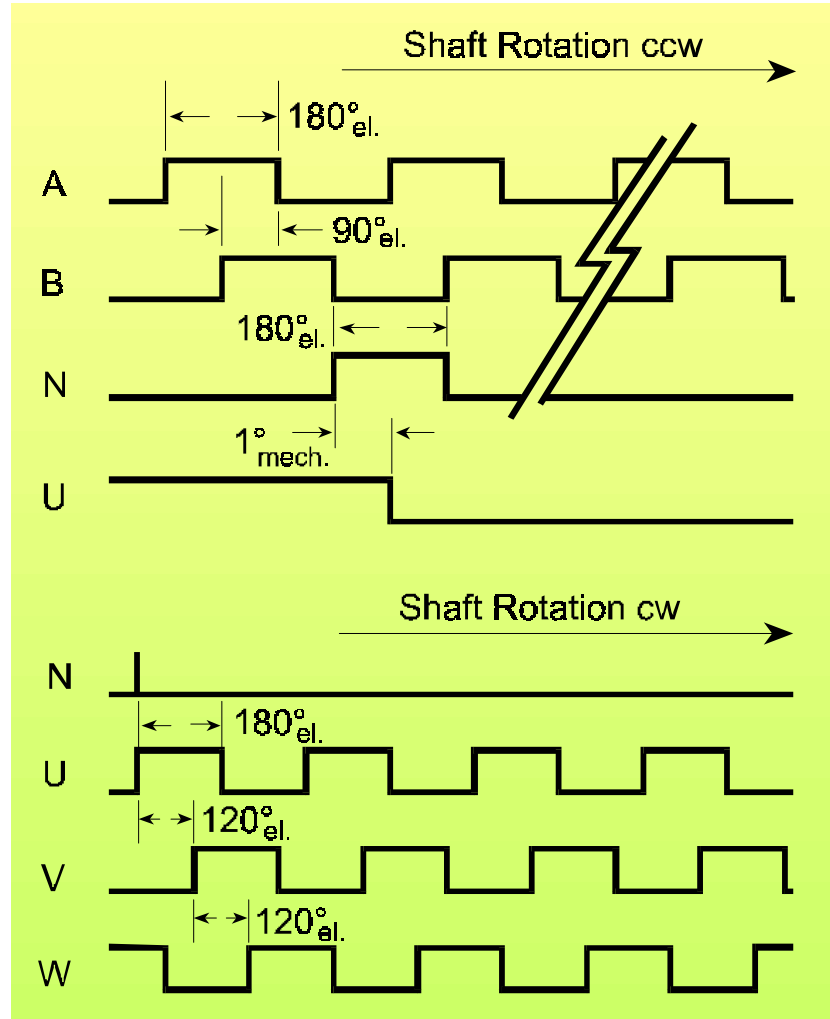 Shaft Rotation ccw
180°el.
A
90°el.
B
180°el.
N
1°mech.
U
Shaft Rotation cw
N
180°el.
U
120°el.
V
120°el.
W